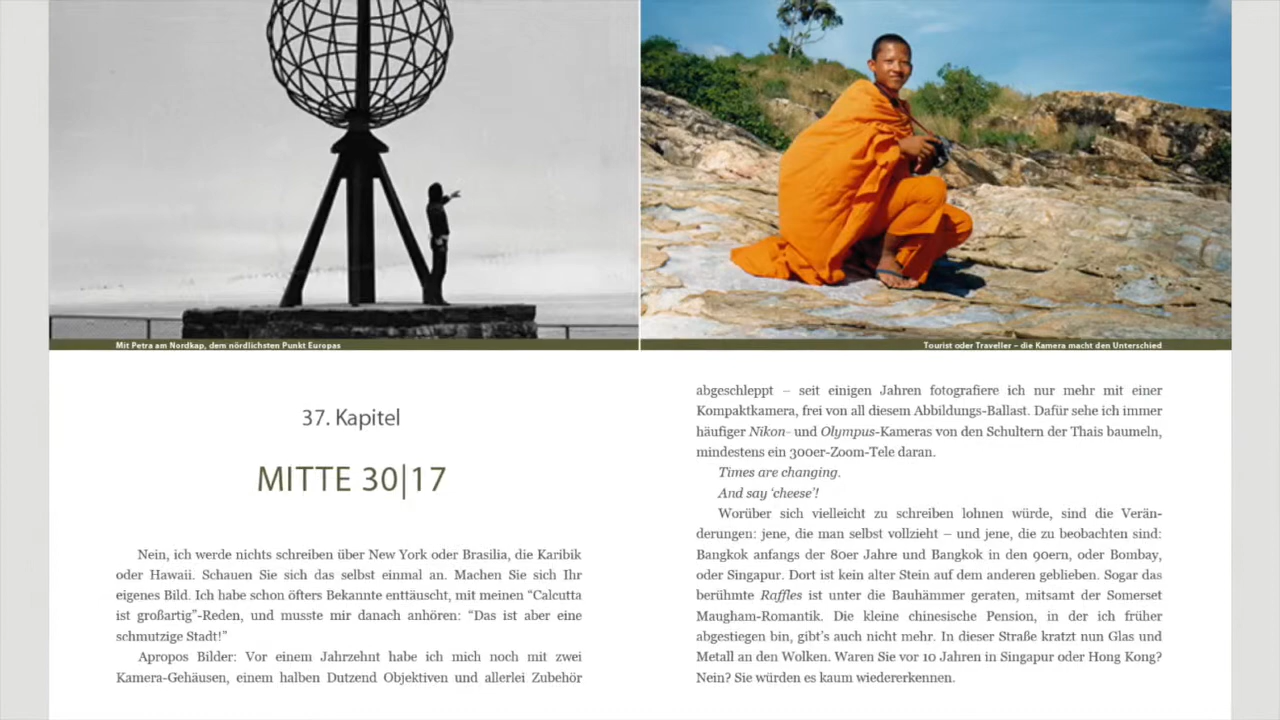 Mit Petra am Nordkap, dem nördlichsten Punkt Europas
Tourist oder Traveller – die Kamera macht den Unterschied
37. Kapitel
MITTE 30|17
Nein, ich werde nichts schreiben über New York oder Brasilia, die Karibik
oder Hawaii. Schauen Sie sich das selbst einmal an. Machen Sie sich Ihr
eigenes Bild. Ich habe schon öfters Bekannte enttäuscht, mit meinen “Calcutta
ist großartig”-Reden, und musste mir danach anhören: “Das ist aber eine
schmutzige Stadt!”
Apropos Bilder: Vor einem Jahrzehnt habe ich mich noch mit zwei
Kamera-Gehäusen, einem halben Dutzend Objektiven und allerlei Zubehör
abgeschleppt – seit einigen Jahren fotografiere ich nur mehr mit einer
Kompaktkamera, frei von all diesem Abbildungs-Ballast. Dafür sehe ich immer
häufiger Nikon- und Olympus-Kameras von den Schultern der Thais baumeln,
mindestens ein 300er-Zoom-Tele daran.
Times are changing.
And say ‘cheese’!
Worüber sich vielleicht zu schreiben lohnen würde, sind die Verän-
derungen: jene, die man selbst vollzieht – und jene, die zu beobachten sind:
Bangkok anfangs der 80er Jahre und Bangkok in den 90ern, oder Bombay,
oder Singapur. Dort ist kein alter Stein auf dem anderen geblieben. Sogar das
berühmte Raffles ist unter die Bauhämmer geraten, mitsamt der Somerset
Maugham-Romantik. Die kleine chinesische Pension, in der ich früher
abgestiegen bin, gibt’s auch nicht mehr. In dieser Straße kratzt nun Glas und
Metall an den Wolken. Waren Sie vor 10 Jahren in Singapur oder Hong Kong?
Nein? Sie würden es kaum wiedererkennen.